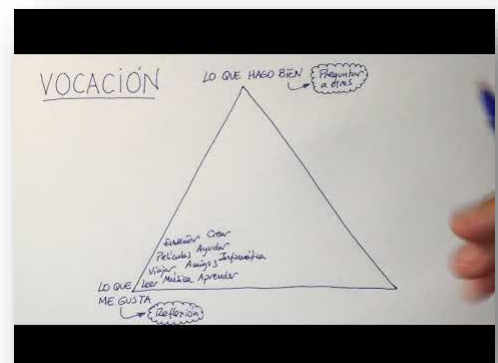 VOCACIÓN
LO QUE HAGO BIEN
Preguntar
a otros
Enseñar Crear
Películas Ayudar
Viajar Amigos Informática
Leer Música Aprender
LO QUE
ME GUSTA
Reflexión